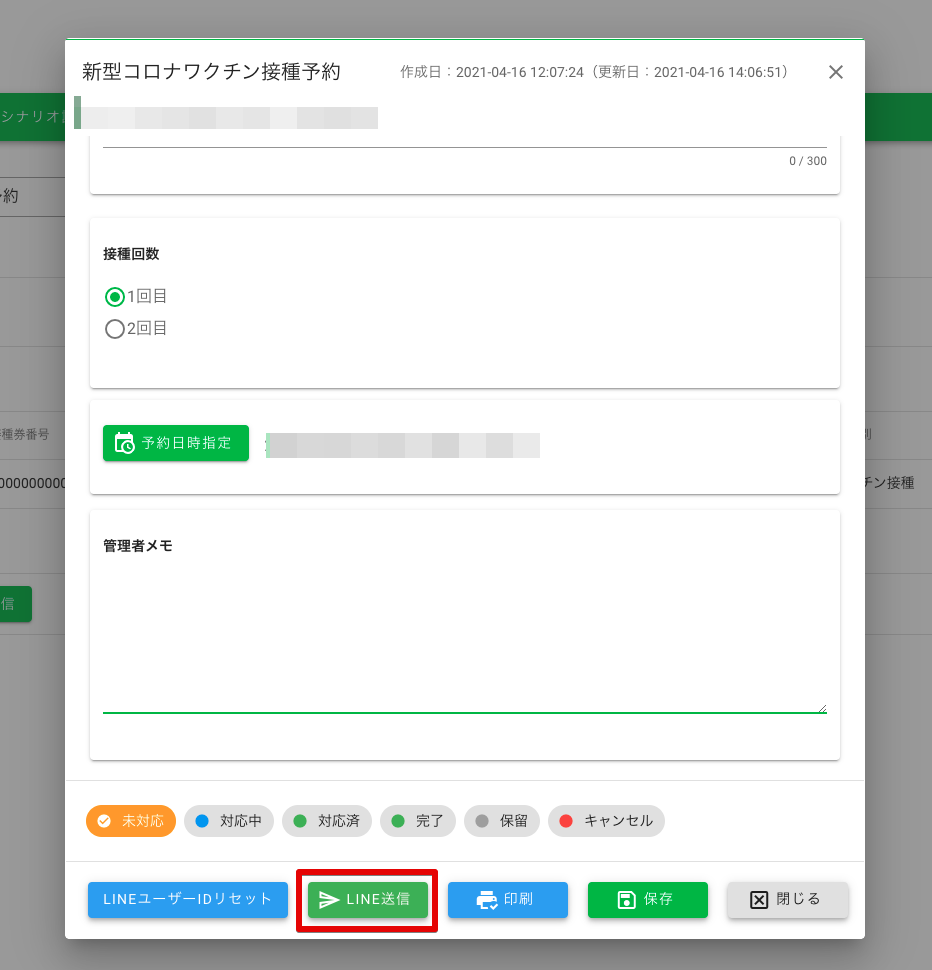 新型コロナワクチン接種予約
作成日：2021-04-16 12:07:24（更新日：2021-04-16 14:06:51）
シナリオ
約
0 / 300
接種回数
1回目
2回目
種券番号
予約日時指定
000000000
チン接種
管理者メモ
信
未対応
対応中
対応済
完了
保留
キャンセル
LINEユーザーIDリセット
LINE送信
印刷
保存
閉じる